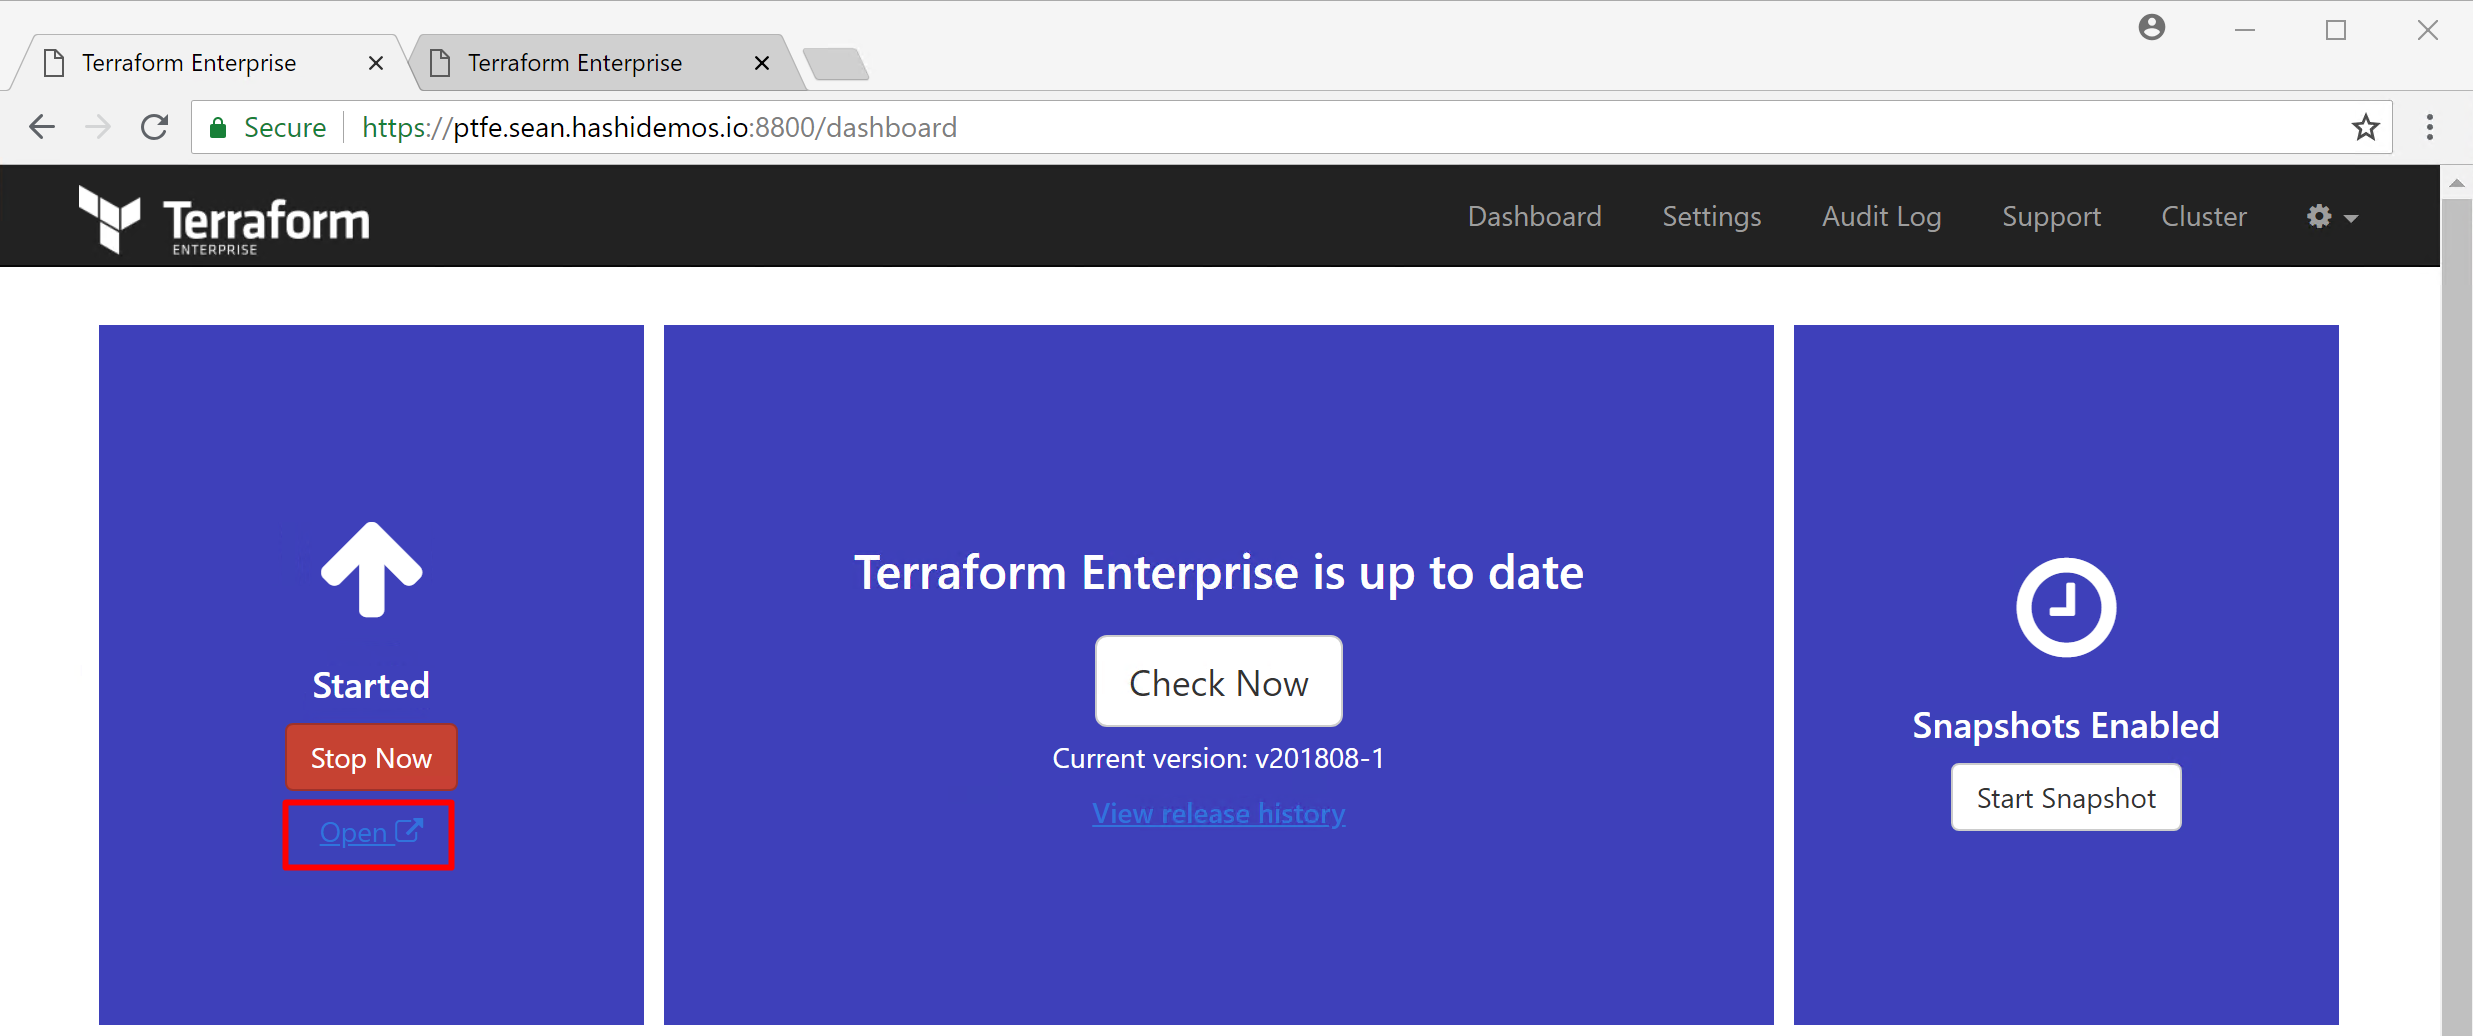 Terraform Enterprise
Terraform Enterprise
Secure
https://ptfe.sean.hashidemos.io:8800/dashboard
Terraform
ENTERPRISE
Dashboard
Settings
Audit Log
Support
Cluster
Started
Stop Now
Open
Terraform Enterprise is up to date
Check Now
Current version: v201808-1
View release history
Snapshots Enabled
Start Snapshot